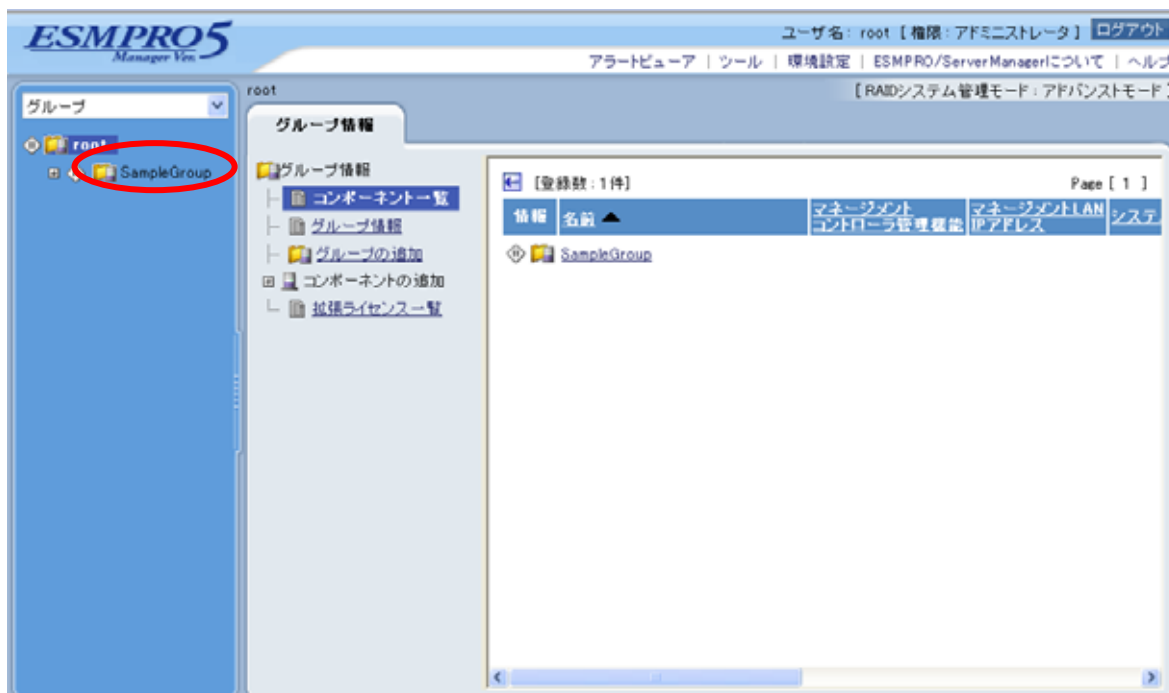 ESMPRO5
Manager Ver.
ユーザ名: root 【権限:アドミニストレータ】 ログアウト
アラートビューア | ツール | 環境設定 | ESMPRO/ServerManagerについて | ヘルプ
グループ
root
SampleGroup
root
[RAIDシステム管理モード:アドバンストモード]
グループ情報
グループ情報
コンポーネント一覧
グループ情報
グループの追加
コンポーネントの追加
拡張ライセンス一覧
[登録数:1件]
Page [ 1 ]
情報 名前 ▲ マネージメント コントローラ管理機能 マネージメントLAN IPアドレス システ
SampleGroup